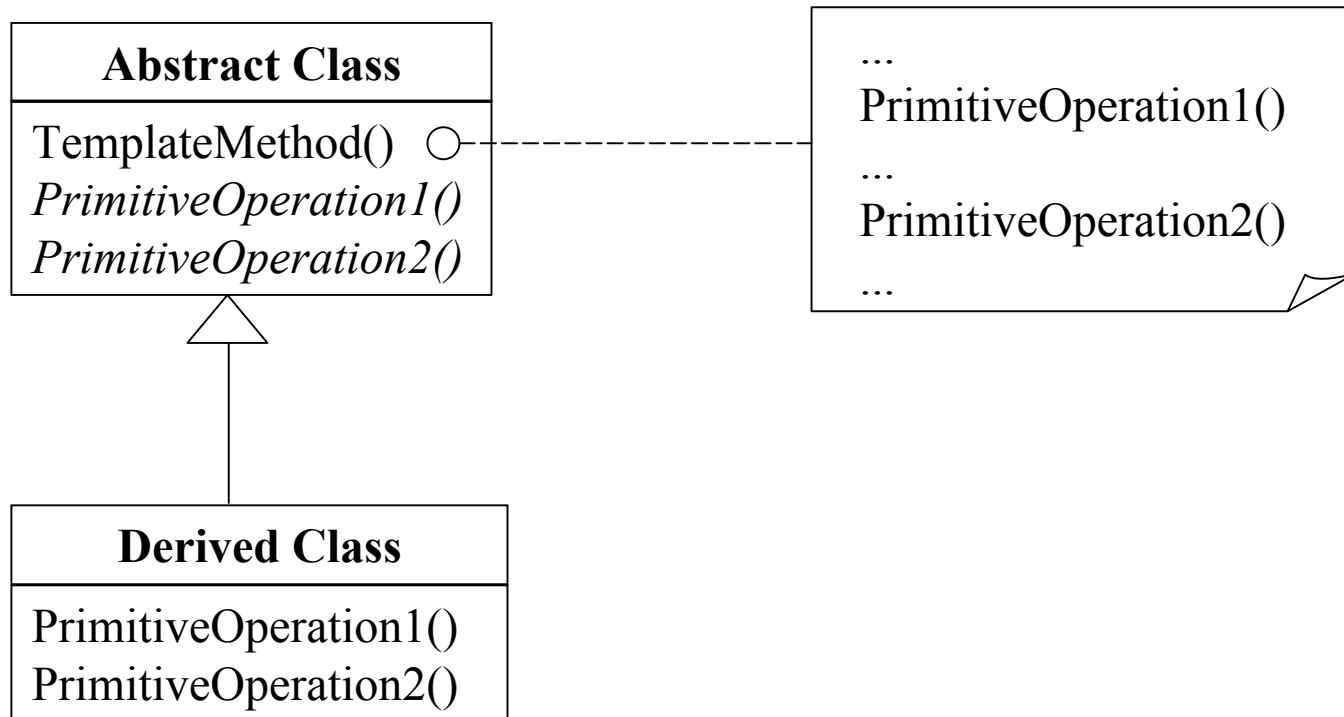 Abstract Class
TemplateMethod()
PrimitiveOperation1()
PrimitiveOperation2()
...
PrimitiveOperation1()
...
PrimitiveOperation2()
...
Derived Class
PrimitiveOperation1()
PrimitiveOperation2()